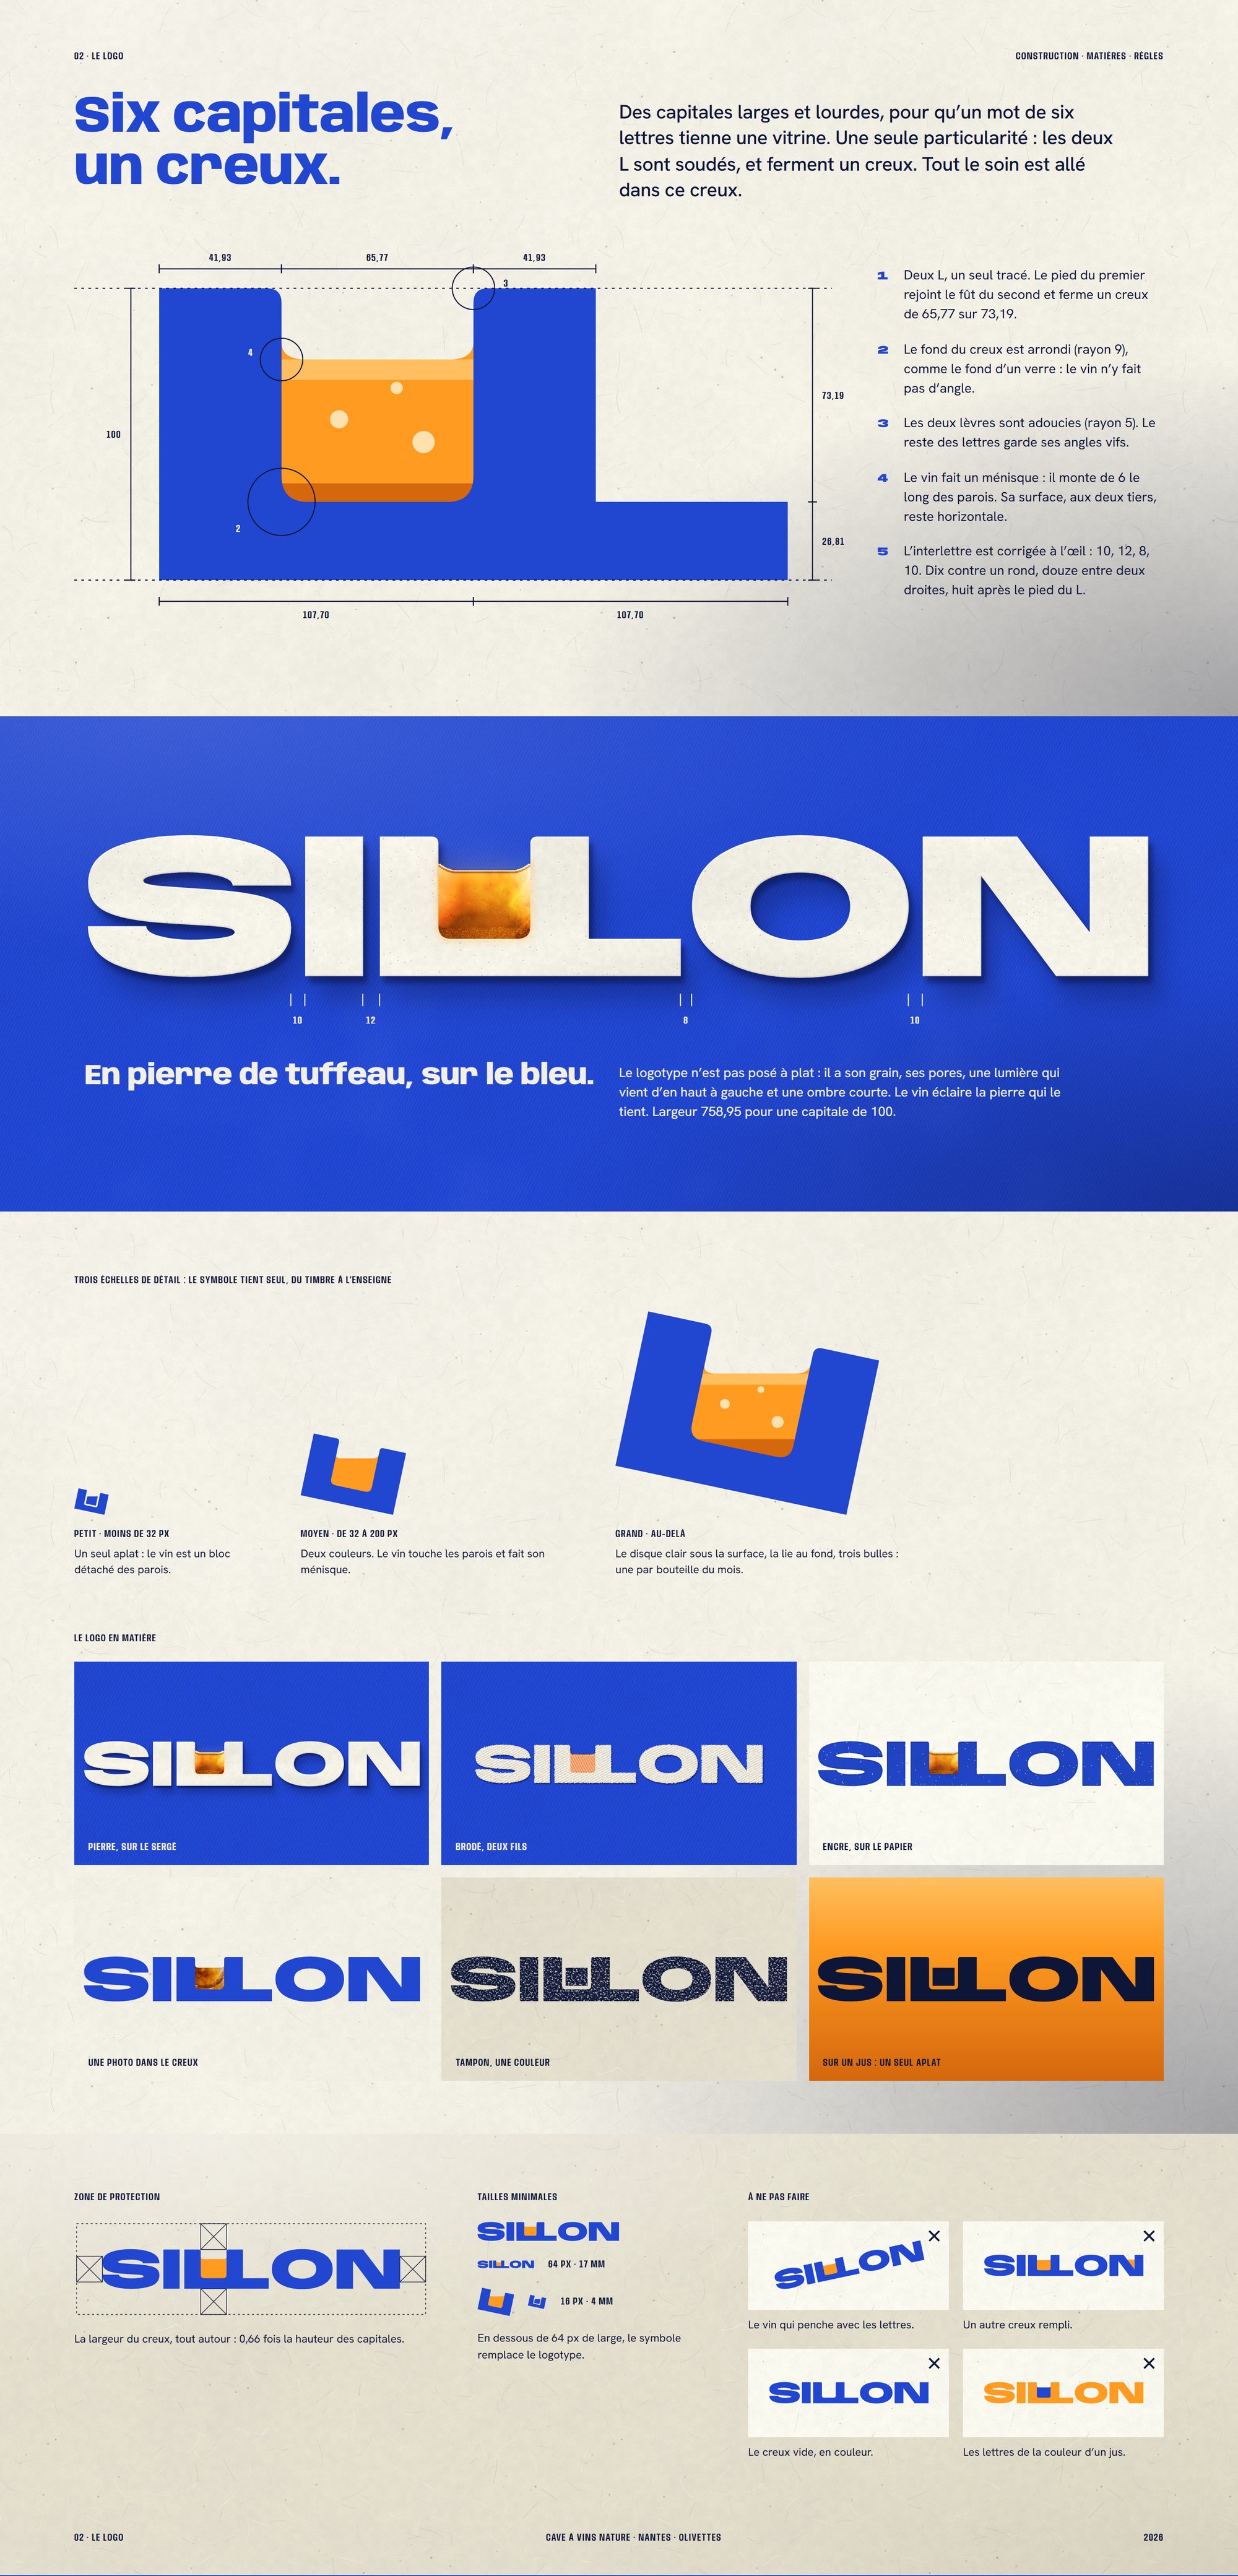 02 · LE LOGO
CONSTRUCTION · MATIÈRES · RÈGLES
Six capitales,
un creux.
Des capitales larges et lourdes, pour qu’un mot de six
lettres tienne une vitrine. Une seule particularité : les deux
L sont soudés, et ferment un creux. Tout le soin est allé
dans ce creux.
41,93
65,77
41,93
3
4
100
73,19
2
26,81
107,70
107,70
1 Deux L, un seul tracé. Le pied du premier
rejoint le fût du second et ferme un creux
de 65,77 sur 73,19.
2 Le fond du creux est arrondi (rayon 9),
comme le fond d’un verre : le vin n’y fait
pas d’angle.
3 Les deux lèvres sont adoucies (rayon 5). Le
reste des lettres garde ses angles vifs.
4 Le vin fait un ménisque : il monte de 6 le
long des parois. Sa surface, aux deux tiers,
reste horizontale.
5 L’interlettre est corrigée à l’œil : 10, 12, 8,
10. Dix contre un rond, douze entre deux
droites, huit après le pied du L.
SILLON
10
12
8
10
En pierre de tuffeau, sur le bleu.
Le logotype n’est pas posé à plat : il a son grain, ses pores, une lumière qui
vient d’en haut à gauche et une ombre courte. Le vin éclaire la pierre qui le
tient. Largeur 758,95 pour une capitale de 100.
TROIS ÉCHELLES DE DÉTAIL : LE SYMBOLE TIENT SEUL, DU TIMBRE À L’ENSEIGNE
PETIT · MOINS DE 32 PX
Un seul aplat : le vin est un bloc
détaché des parois.
MOYEN · DE 32 À 200 PX
Deux couleurs. Le vin touche les parois et fait son
ménisque.
GRAND · AU-DELÀ
Le disque clair sous la surface, la lie au fond, trois bulles :
une par bouteille du mois.
LE LOGO EN MATIÈRE
SILLON
PIERRE, SUR LE SERGÉ
SILLON
BRODÉ, DEUX FILS
SILLON
ENCRE, SUR LE PAPIER
SILLON
UNE PHOTO DANS LE CREUX
SILLON
TAMPON, UNE COULEUR
SILLON
SUR UN JUS : UN SEUL APLAT
ZONE DE PROTECTION
SILLON
La largeur du creux, tout autour : 0,66 fois la hauteur des capitales.
TAILLES MINIMALES
SILLON
SILLON
64 PX · 17 MM
16 PX · 4 MM
En dessous de 64 px de large, le symbole
remplace le logotype.
À NE PAS FAIRE
SILLON
Le vin qui penche avec les lettres.
SILLON
Un autre creux rempli.
SILLON
Le creux vide, en couleur.
SILLON
Les lettres de la couleur d’un jus.
02 · LE LOGO
CAVE À VINS NATURE · NANTES · OLIVETTES
2026